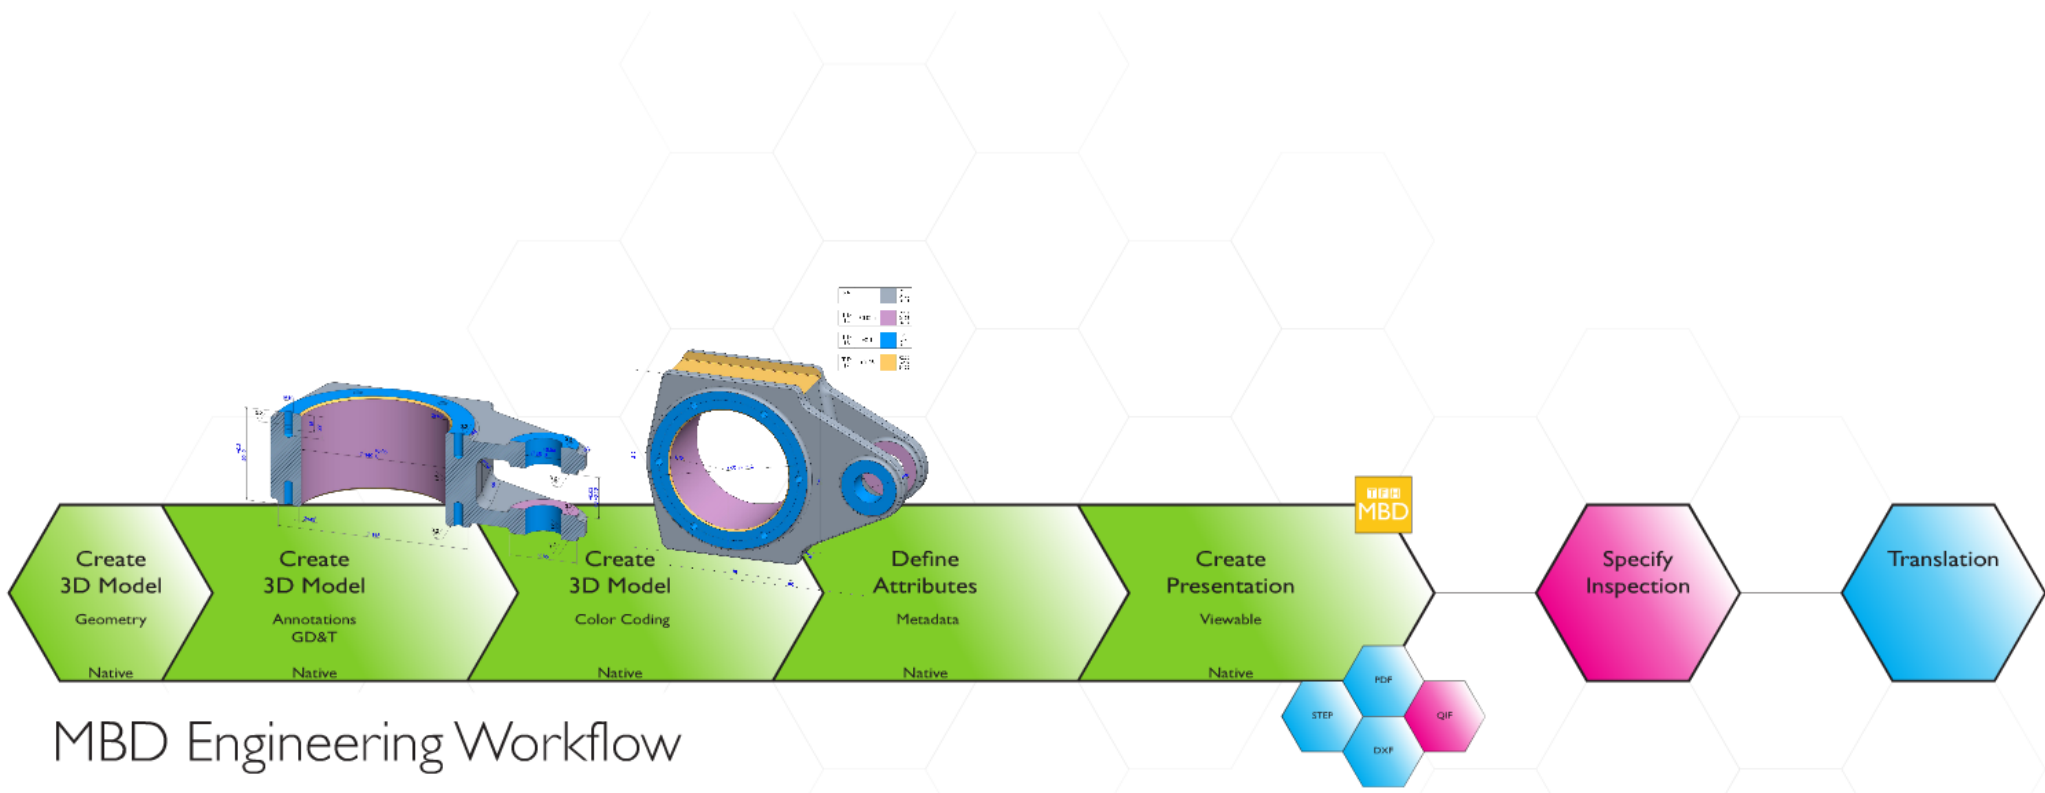 TFH
MBD
Create
3D Model
Geometry
Native
Create
3D Model
Annotations
GD&T
Native
Create
3D Model
Color Coding
Native
Define
Attributes
Metadata
Native
Create
Presentation
Viewable
Native
Specify
Inspection
Translation
PDF
STEP
QIF
DXF
MBD Engineering Workflow